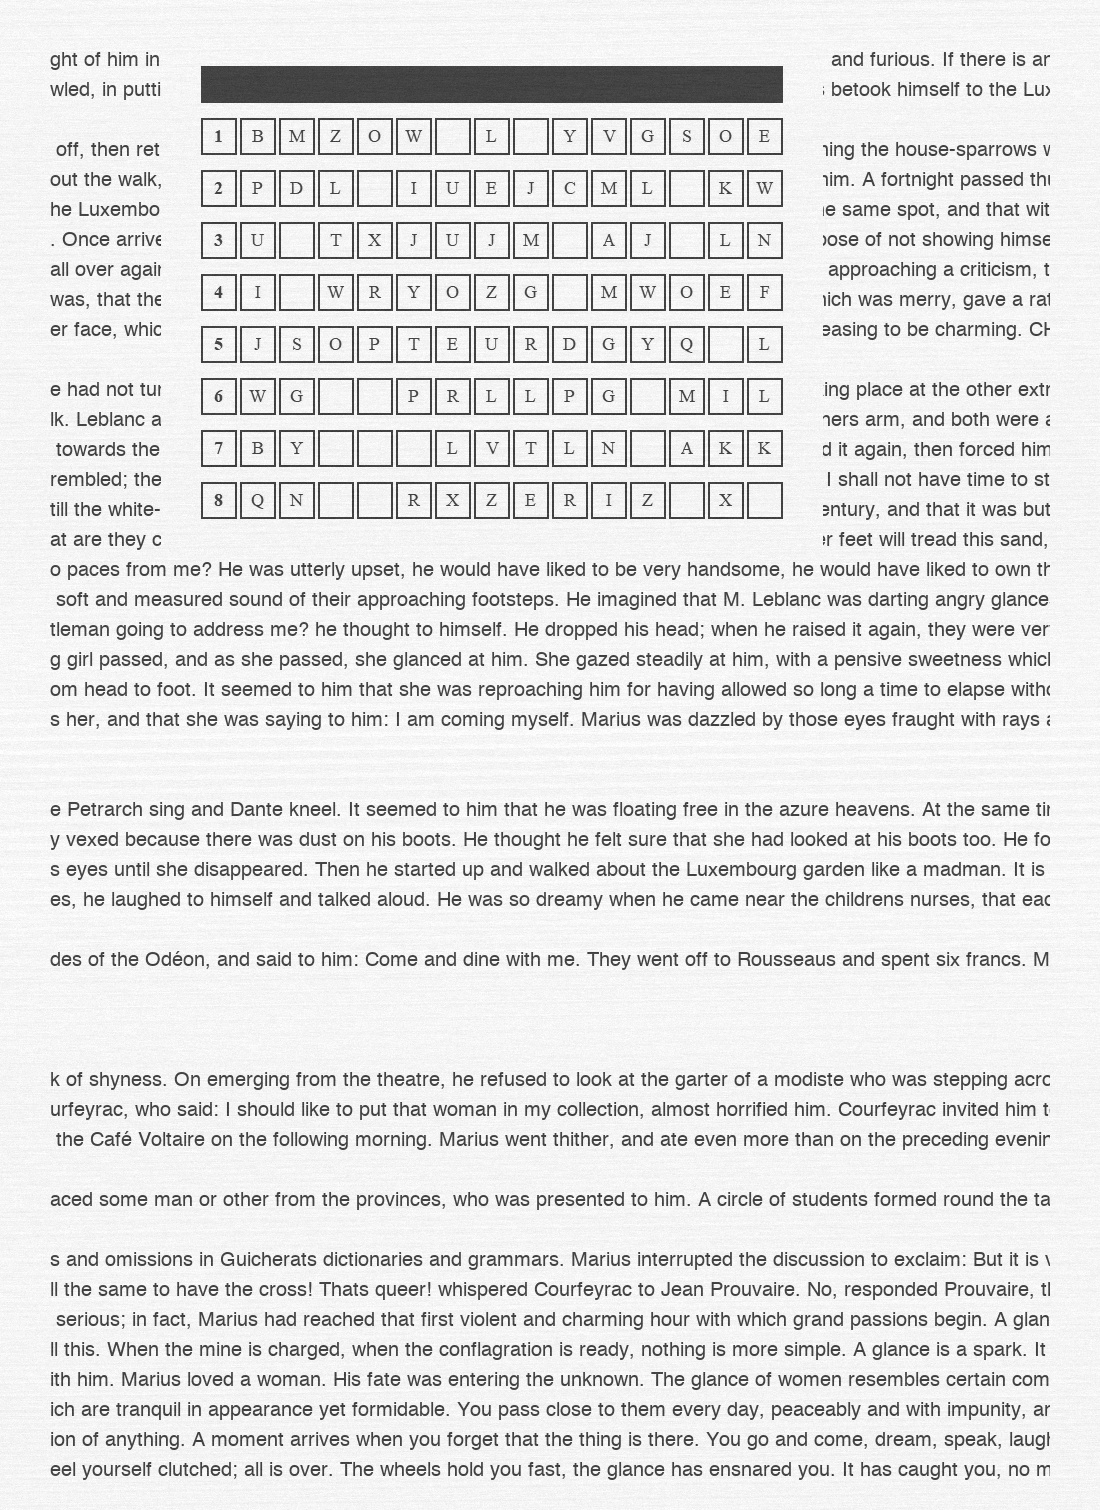 1 B M Z O W L Y V G S O E
2 P D L I U E J C M L K W
3 U T X J U J M A J L N
4 I W R Y O Z G M W O E F
5 J S O P T E U R D G Y Q L
6 W G P R L L P G M I L
7 B Y L V T L N A K K
8 Q N R X Z E R I Z X
ght of him in and furious. If there is an
wled, in putti betook himself to the Lux
off, then ret ning the house-sparrows w
out the walk, him. A fortnight passed thu
he Luxembo e same spot, and that wit
. Once arrive pose of not showing himse
all over again approaching a criticism, t
was, that the hich was merry, gave a rat
er face, whic easing to be charming. CH
e had not tur ing place at the other extr
lk. Leblanc a hers arm, and both were a
towards the d it again, then forced him
rembled; the I shall not have time to st
till the white- entury, and that it was but
at are they c er feet will tread this sand,
o paces from me? He was utterly upset, he would have liked to be very handsome, he would have liked to own th
soft and measured sound of their approaching footsteps. He imagined that M. Leblanc was darting angry glance
tleman going to address me? he thought to himself. He dropped his head; when he raised it again, they were ver
g girl passed, and as she passed, she glanced at him. She gazed steadily at him, with a pensive sweetness which
om head to foot. It seemed to him that she was reproaching him for having allowed so long a time to elapse witho
s her, and that she was saying to him: I am coming myself. Marius was dazzled by those eyes fraught with rays a
e Petrarch sing and Dante kneel. It seemed to him that he was floating free in the azure heavens. At the same tim
y vexed because there was dust on his boots. He thought he felt sure that she had looked at his boots too. He fo
s eyes until she disappeared. Then he started up and walked about the Luxembourg garden like a madman. It is
es, he laughed to himself and talked aloud. He was so dreamy when he came near the childrens nurses, that eac
des of the Odéon, and said to him: Come and dine with me. They went off to Rousseaus and spent six francs. M
k of shyness. On emerging from the theatre, he refused to look at the garter of a modiste who was stepping acro
urfeyrac, who said: I should like to put that woman in my collection, almost horrified him. Courfeyrac invited him to
the Café Voltaire on the following morning. Marius went thither, and ate even more than on the preceding evenin
aced some man or other from the provinces, who was presented to him. A circle of students formed round the ta
s and omissions in Guicherats dictionaries and grammars. Marius interrupted the discussion to exclaim: But it is v
ll the same to have the cross! Thats queer! whispered Courfeyrac to Jean Prouvaire. No, responded Prouvaire, th
serious; in fact, Marius had reached that first violent and charming hour with which grand passions begin. A glan
ll this. When the mine is charged, when the conflagration is ready, nothing is more simple. A glance is a spark. It
ith him. Marius loved a woman. His fate was entering the unknown. The glance of women resembles certain com
ich are tranquil in appearance yet formidable. You pass close to them every day, peaceably and with impunity, an
ion of anything. A moment arrives when you forget that the thing is there. You go and come, dream, speak, laugh
eel yourself clutched; all is over. The wheels hold you fast, the glance has ensnared you. It has caught you, no m